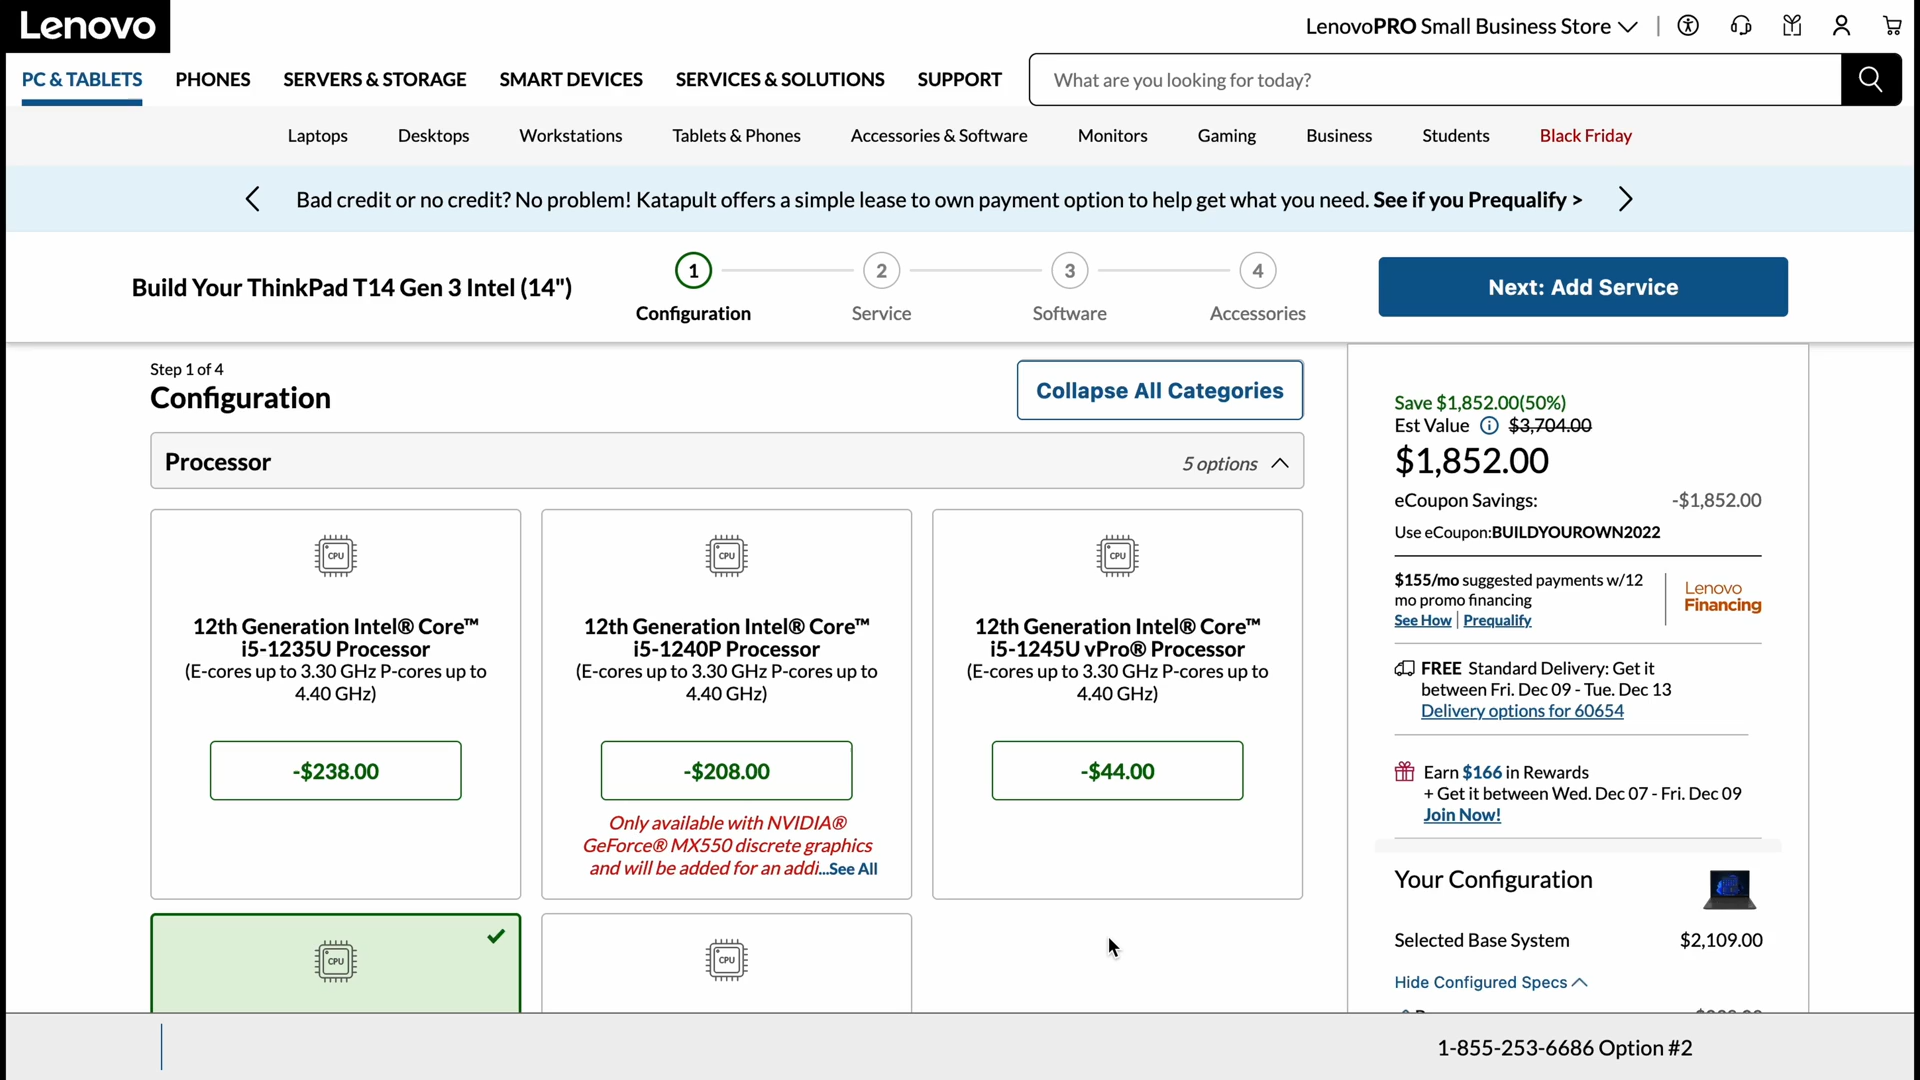 Lenovo
LenovoPRO Small Business Store
PC & TABLETS PHONES SERVERS & STORAGE SMART DEVICES SERVICES & SOLUTIONS SUPPORT What are you looking for today?
Laptops Desktops Workstations Tablets & Phones Accessories & Software Monitors Gaming Business Students Black Friday
Bad credit or no credit? No problem! Katapult offers a simple lease to own payment option to help get what you need. See if you Prequalify >
Build Your ThinkPad T14 Gen 3 Intel (14")
1 2 3 4
Configuration Service Software Accessories
Next: Add Service
Step 1 of 4
Configuration
Collapse All Categories
Processor 5 options
CPU
12th Generation Intel® Core™
i5-1235U Processor
(E-cores up to 3.30 GHz P-cores up to
4.40 GHz)
-$238.00
CPU
12th Generation Intel® Core™
i5-1240P Processor
(E-cores up to 3.30 GHz P-cores up to
4.40 GHz)
-$208.00
Only available with NVIDIA®
GeForce® MX550 discrete graphics
and will be added for an addi...See All
CPU
12th Generation Intel® Core™
i5-1245U vPro® Processor
(E-cores up to 3.30 GHz P-cores up to
4.40 GHz)
-$44.00
CPU
CPU
Save $1,852.00(50%)
Est Value $3,704.00
$1,852.00
eCoupon Savings: -$1,852.00
Use eCoupon:BUILDYOUROWN2022
$155/mo suggested payments w/12
mo promo financing
See How | Prequalify
Lenovo
Financing
FREE Standard Delivery: Get it
between Fri. Dec 09 - Tue. Dec 13
Delivery options for 60654
Earn $166 in Rewards
+ Get it between Wed. Dec 07 - Fri. Dec 09
Join Now!
Your Configuration
Selected Base System $2,109.00
Hide Configured Specs
1-855-253-6686 Option #2